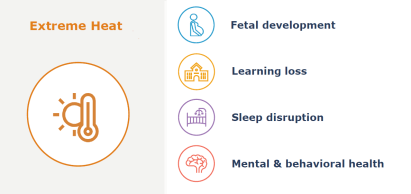 Extreme Heat
Fetal development
Learning loss
Sleep disruption
Mental & behavioral health